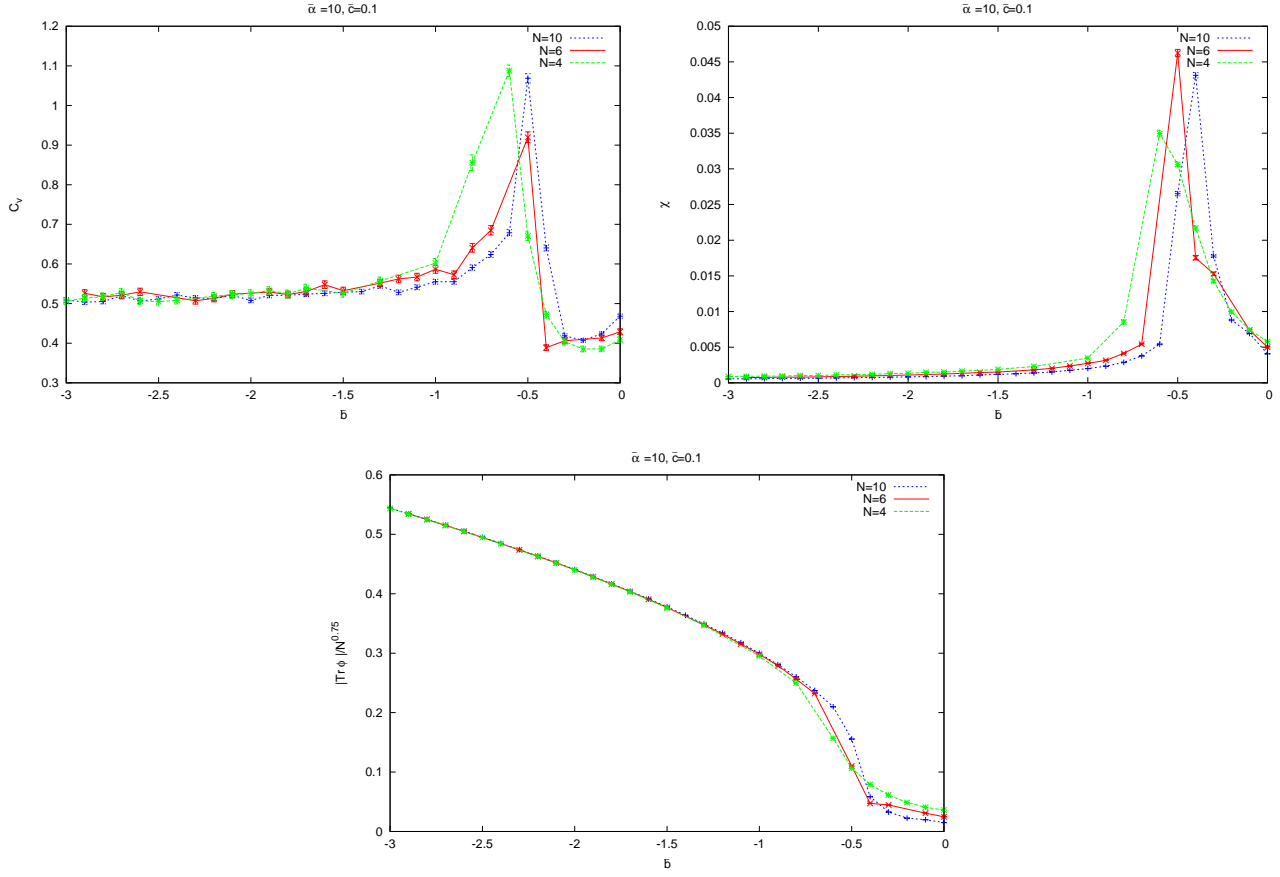 ᾱ =10, c̄=0.1
N=10
N=6
N=4
1.2
1.1
1
0.9
0.8
0.7
0.6
0.5
0.4
0.3
Cᵥ
-3
-2.5
-2
-1.5
-1
-0.5
0
b̄
ᾱ =10, c̄=0.1
N=10
N=6
N=4
0.05
0.045
0.04
0.035
0.03
0.025
0.02
0.015
0.01
0.005
0
χ
-3
-2.5
-2
-1.5
-1
-0.5
0
b̄
ᾱ =10, c̄=0.1
N=10
N=6
N=4
0.6
0.5
0.4
0.3
0.2
0.1
0
|Tr ϕ |/N^0.75
-3
-2.5
-2
-1.5
-1
-0.5
0
b̄